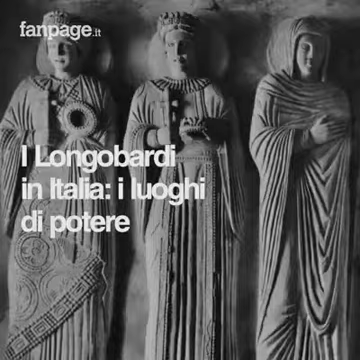 fanpage.it
I Longobardi
in Italia: i luoghi
di potere